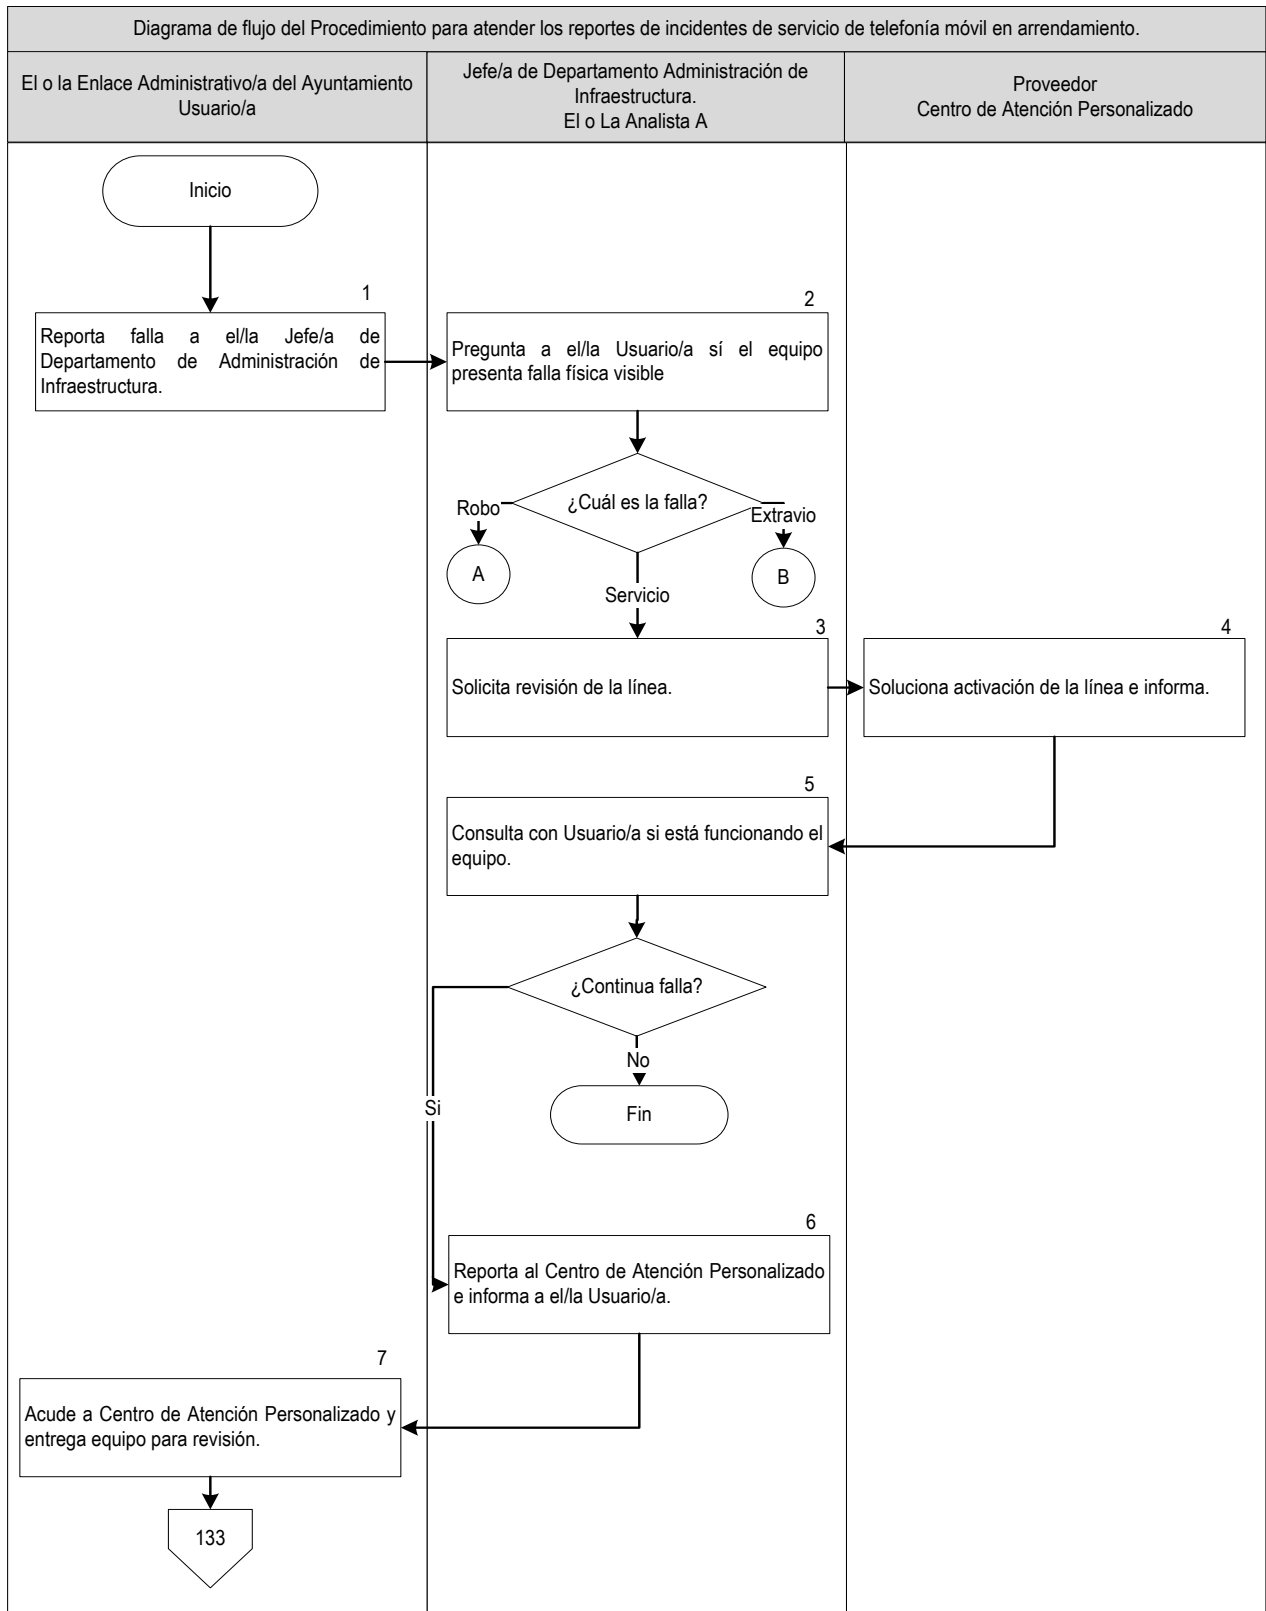 Diagrama de flujo del Procedimiento para atender los reportes de incidentes de servicio de telefonía móvil en arrendamiento.
El o la Enlace Administrativo/a del Ayuntamiento
Usuario/a
Jefe/a de Departamento Administración de
Infraestructura.
El o La Analista A
Proveedor
Centro de Atención Personalizado
Inicio
1
Reporta falla a el/la Jefe/a de
Departamento de Administración de
Infraestructura.
2
Pregunta a el/la Usuario/a sí el equipo
presenta falla física visible
¿Cuál es la falla?
Robo
Extravio
A
B
Servicio
3
Solicita revisión de la línea.
4
Soluciona activación de la línea e informa.
5
Consulta con Usuario/a si está funcionando el
equipo.
¿Continua falla?
No
Si
Fin
6
Reporta al Centro de Atención Personalizado
e informa a el/la Usuario/a.
7
Acude a Centro de Atención Personalizado y
entrega equipo para revisión.
133